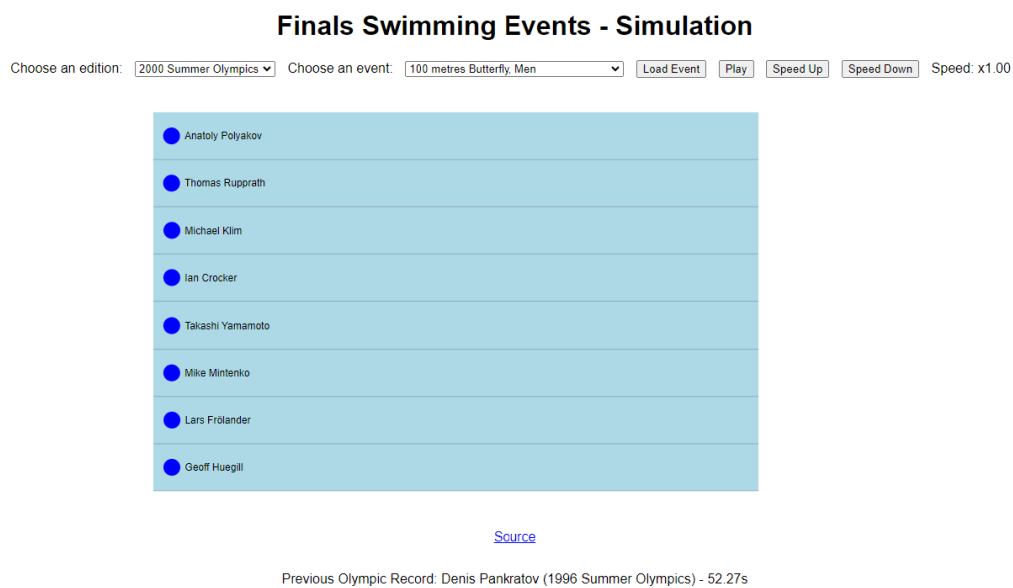 Finals Swimming Events - Simulation
Choose an edition: 2000 Summer Olympics Choose an event: 100 metres Butterfly, Men Load Event Play Speed Up Speed Down Speed: x1.00
Anatoly Polyakov
Thomas Rupprath
Michael Klim
Ian Crocker
Takashi Yamamoto
Mike Mintenko
Lars Frölander
Geoff Huegill
Source
Previous Olympic Record: Denis Pankratov (1996 Summer Olympics) - 52.27s